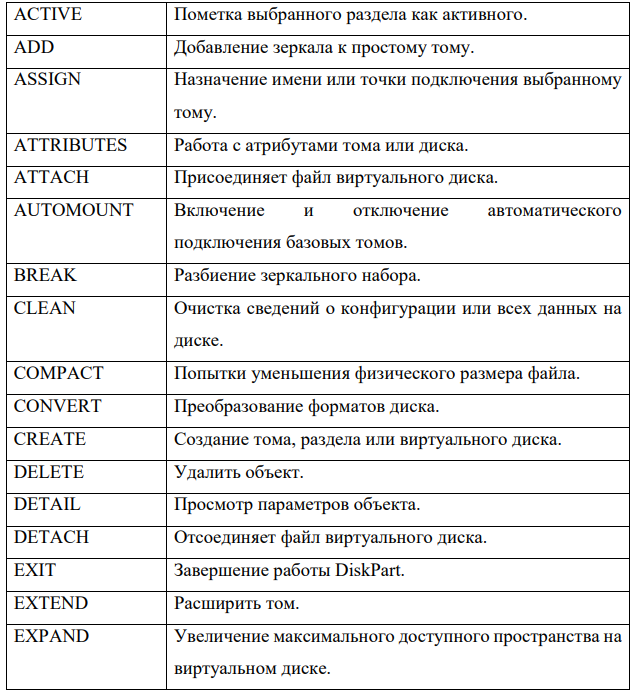 ACTIVE Пометка выбранного раздела как активного.
ADD Добавление зеркала к простому тому.
ASSIGN Назначение имени или точки подключения выбранному
тому.
ATTRIBUTES Работа с атрибутами тома или диска.
ATTACH Присоединяет файл виртуального диска.
AUTOMOUNT Включение и отключение автоматического
подключения базовых томов.
BREAK Разбиение зеркального набора.
CLEAN Очистка сведений о конфигурации или всех данных на
диске.
COMPACT Попытки уменьшения физического размера файла.
CONVERT Преобразование форматов диска.
CREATE Создание тома, раздела или виртуального диска.
DELETE Удалить объект.
DETAIL Просмотр параметров объекта.
DETACH Отсоединяет файл виртуального диска.
EXIT Завершение работы DiskPart.
EXTEND Расширить том.
EXPAND Увеличение максимального доступного пространства на
виртуальном диске.